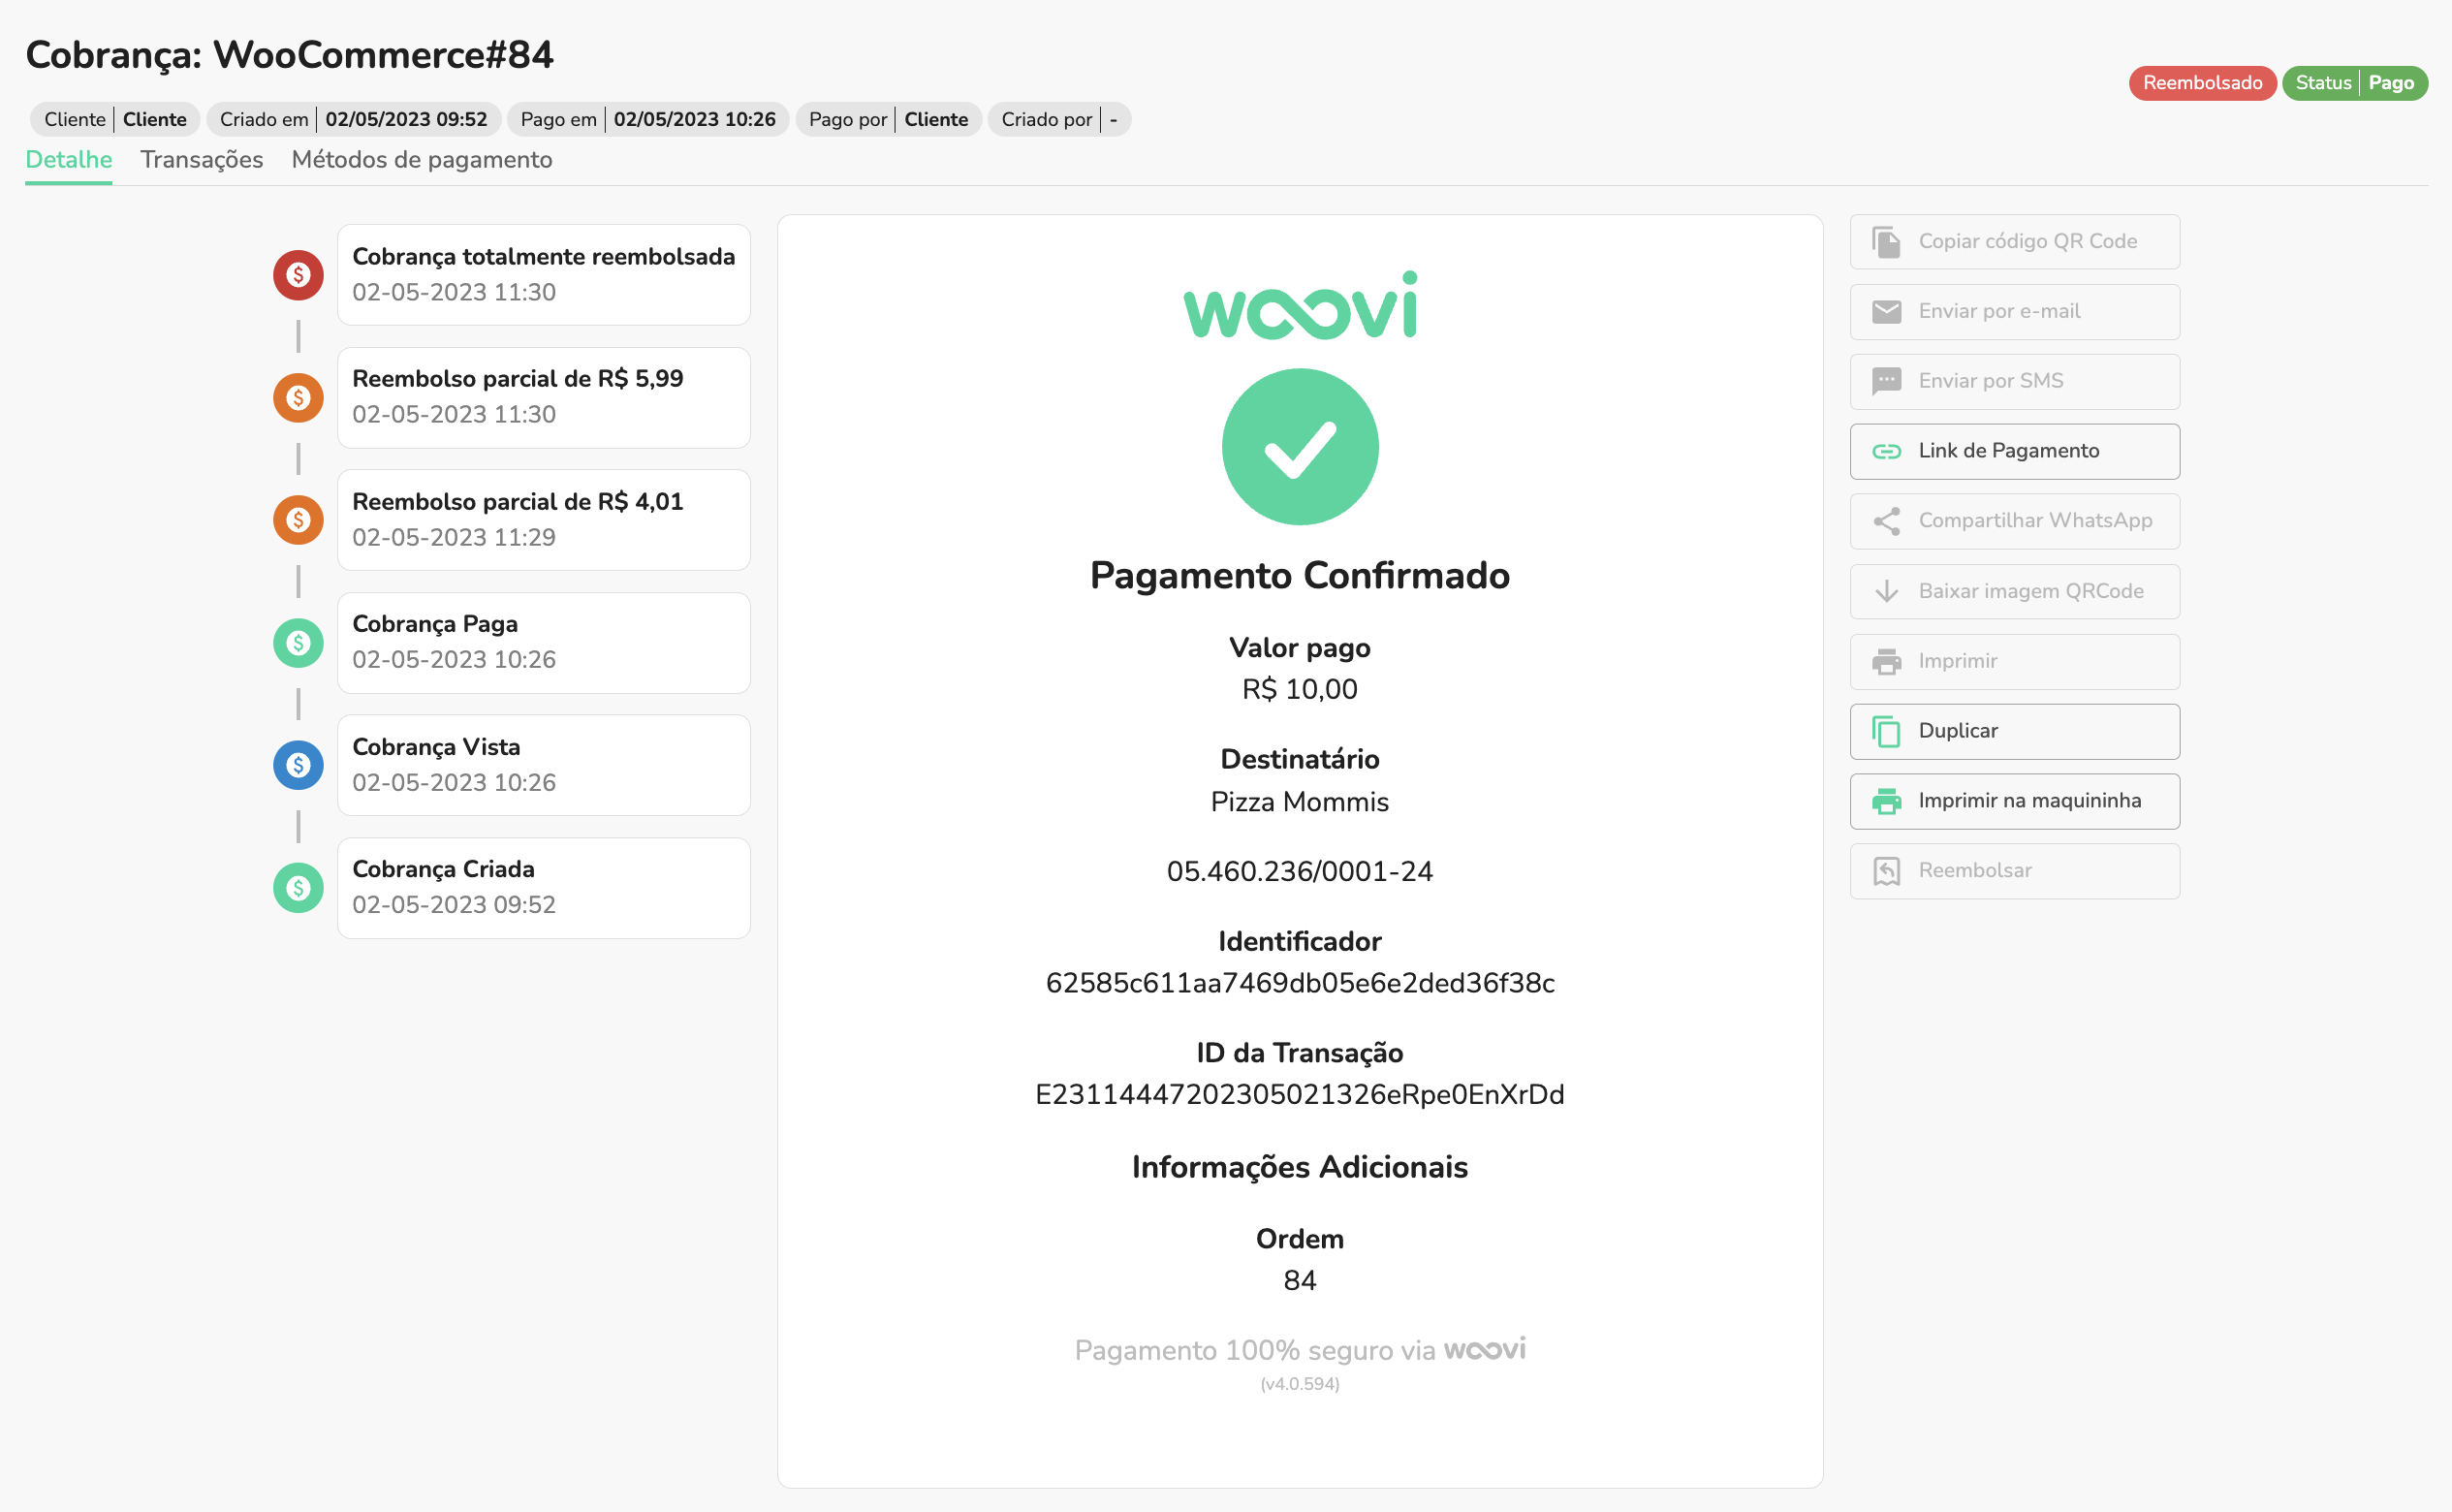 Cobrança: WooCommerce#84
Reembolsado
Status Pago
Cliente Cliente
Criado em 02/05/2023 09:52
Pago em 02/05/2023 10:26
Pago por Cliente
Criado por -
Detalhe
Transações
Métodos de pagamento
Cobrança totalmente reembolsada
02-05-2023 11:30
Reembolso parcial de R$ 5,99
02-05-2023 11:30
Reembolso parcial de R$ 4,01
02-05-2023 11:29
Cobrança Paga
02-05-2023 10:26
Cobrança Vista
02-05-2023 10:26
Cobrança Criada
02-05-2023 09:52
woovi
Pagamento Confirmado
Valor pago
R$ 10,00
Destinatário
Pizza Mommis
05.460.236/0001-24
Identificador
62585c611aa7469db05e6e2ded36f38c
ID da Transação
E23114447202305021326eRpe0EnXrDd
Informações Adicionais
Ordem
84
Pagamento 100% seguro via woovi
(v4.0.594)
Copiar código QR Code
Enviar por e-mail
Enviar por SMS
Link de Pagamento
Compartilhar WhatsApp
Baixar imagem QRCode
Imprimir
Duplicar
Imprimir na maquininha
Reembolsar